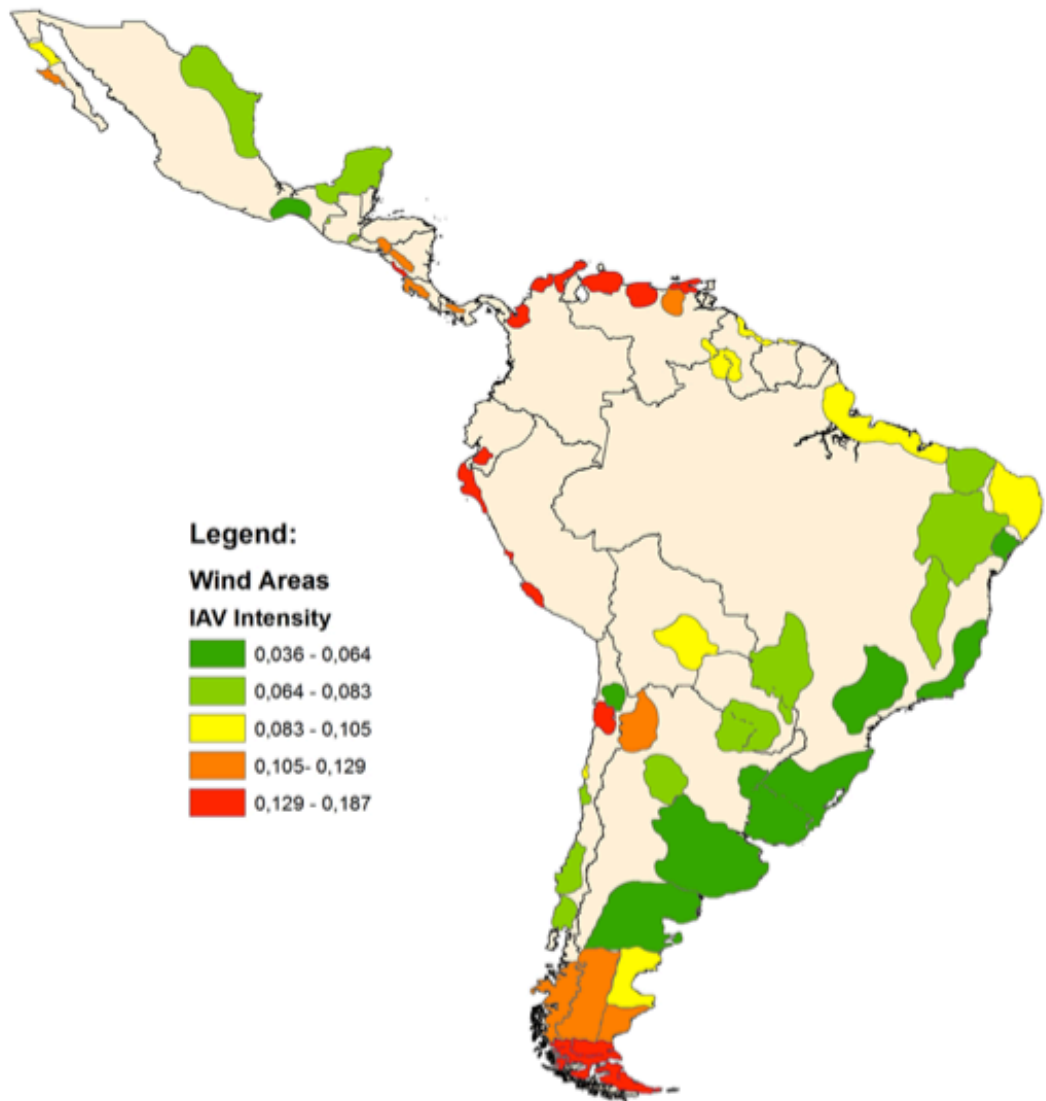 Legend:
Wind Areas
IAV Intensity
0,036 - 0,064
0,064 - 0,083
0,083 - 0,105
0,105- 0,129
0,129 - 0,187